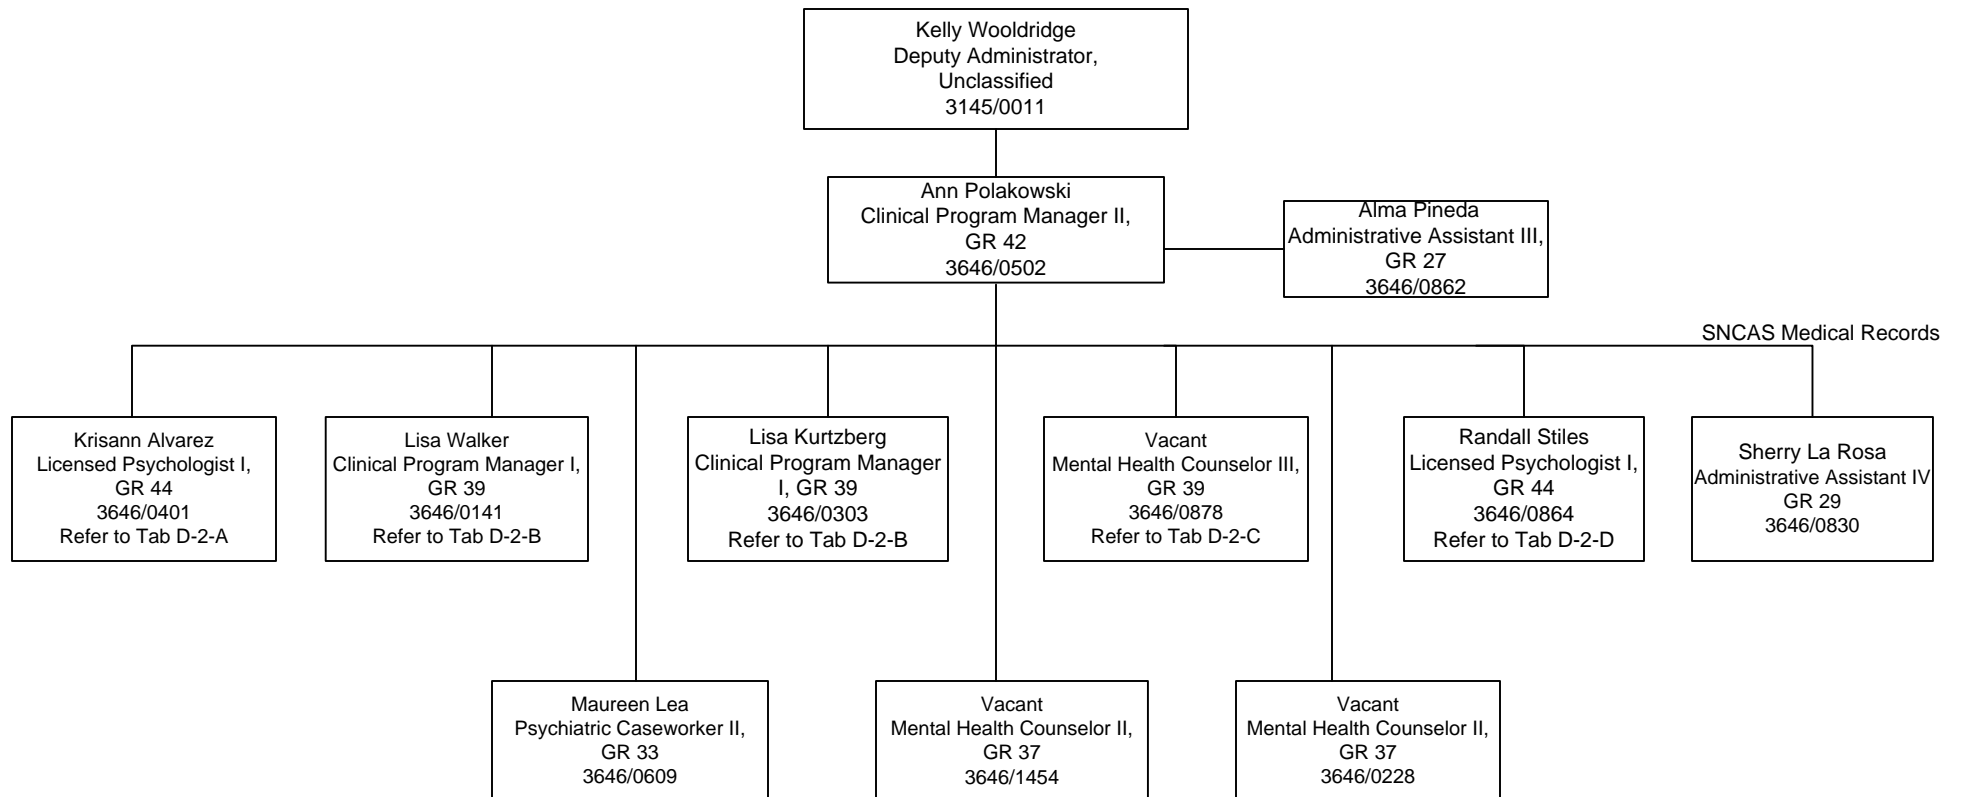 Kelly Wooldridge
Deputy Administrator,
Unclassified
3145/0011
Ann Polakowski
Clinical Program Manager II,
GR 42
3646/0502
Alma Pineda
Administrative Assistant III,
GR 27
3646/0862
SNCAS Medical Records
Krisann Alvarez
Licensed Psychologist I,
GR 44
3646/0401
Refer to Tab D-2-A
Lisa Walker
Clinical Program Manager I,
GR 39
3646/0141
Refer to Tab D-2-B
Lisa Kurtzberg
Clinical Program Manager
I, GR 39
3646/0303
Refer to Tab D-2-B
Vacant
Mental Health Counselor III,
GR 39
3646/0878
Refer to Tab D-2-C
Randall Stiles
Licensed Psychologist I,
GR 44
3646/0864
Refer to Tab D-2-D
Sherry La Rosa
Administrative Assistant IV
GR 29
3646/0830
Maureen Lea
Psychiatric Caseworker II,
GR 33
3646/0609
Vacant
Mental Health Counselor II,
GR 37
3646/1454
Vacant
Mental Health Counselor II,
GR 37
3646/0228